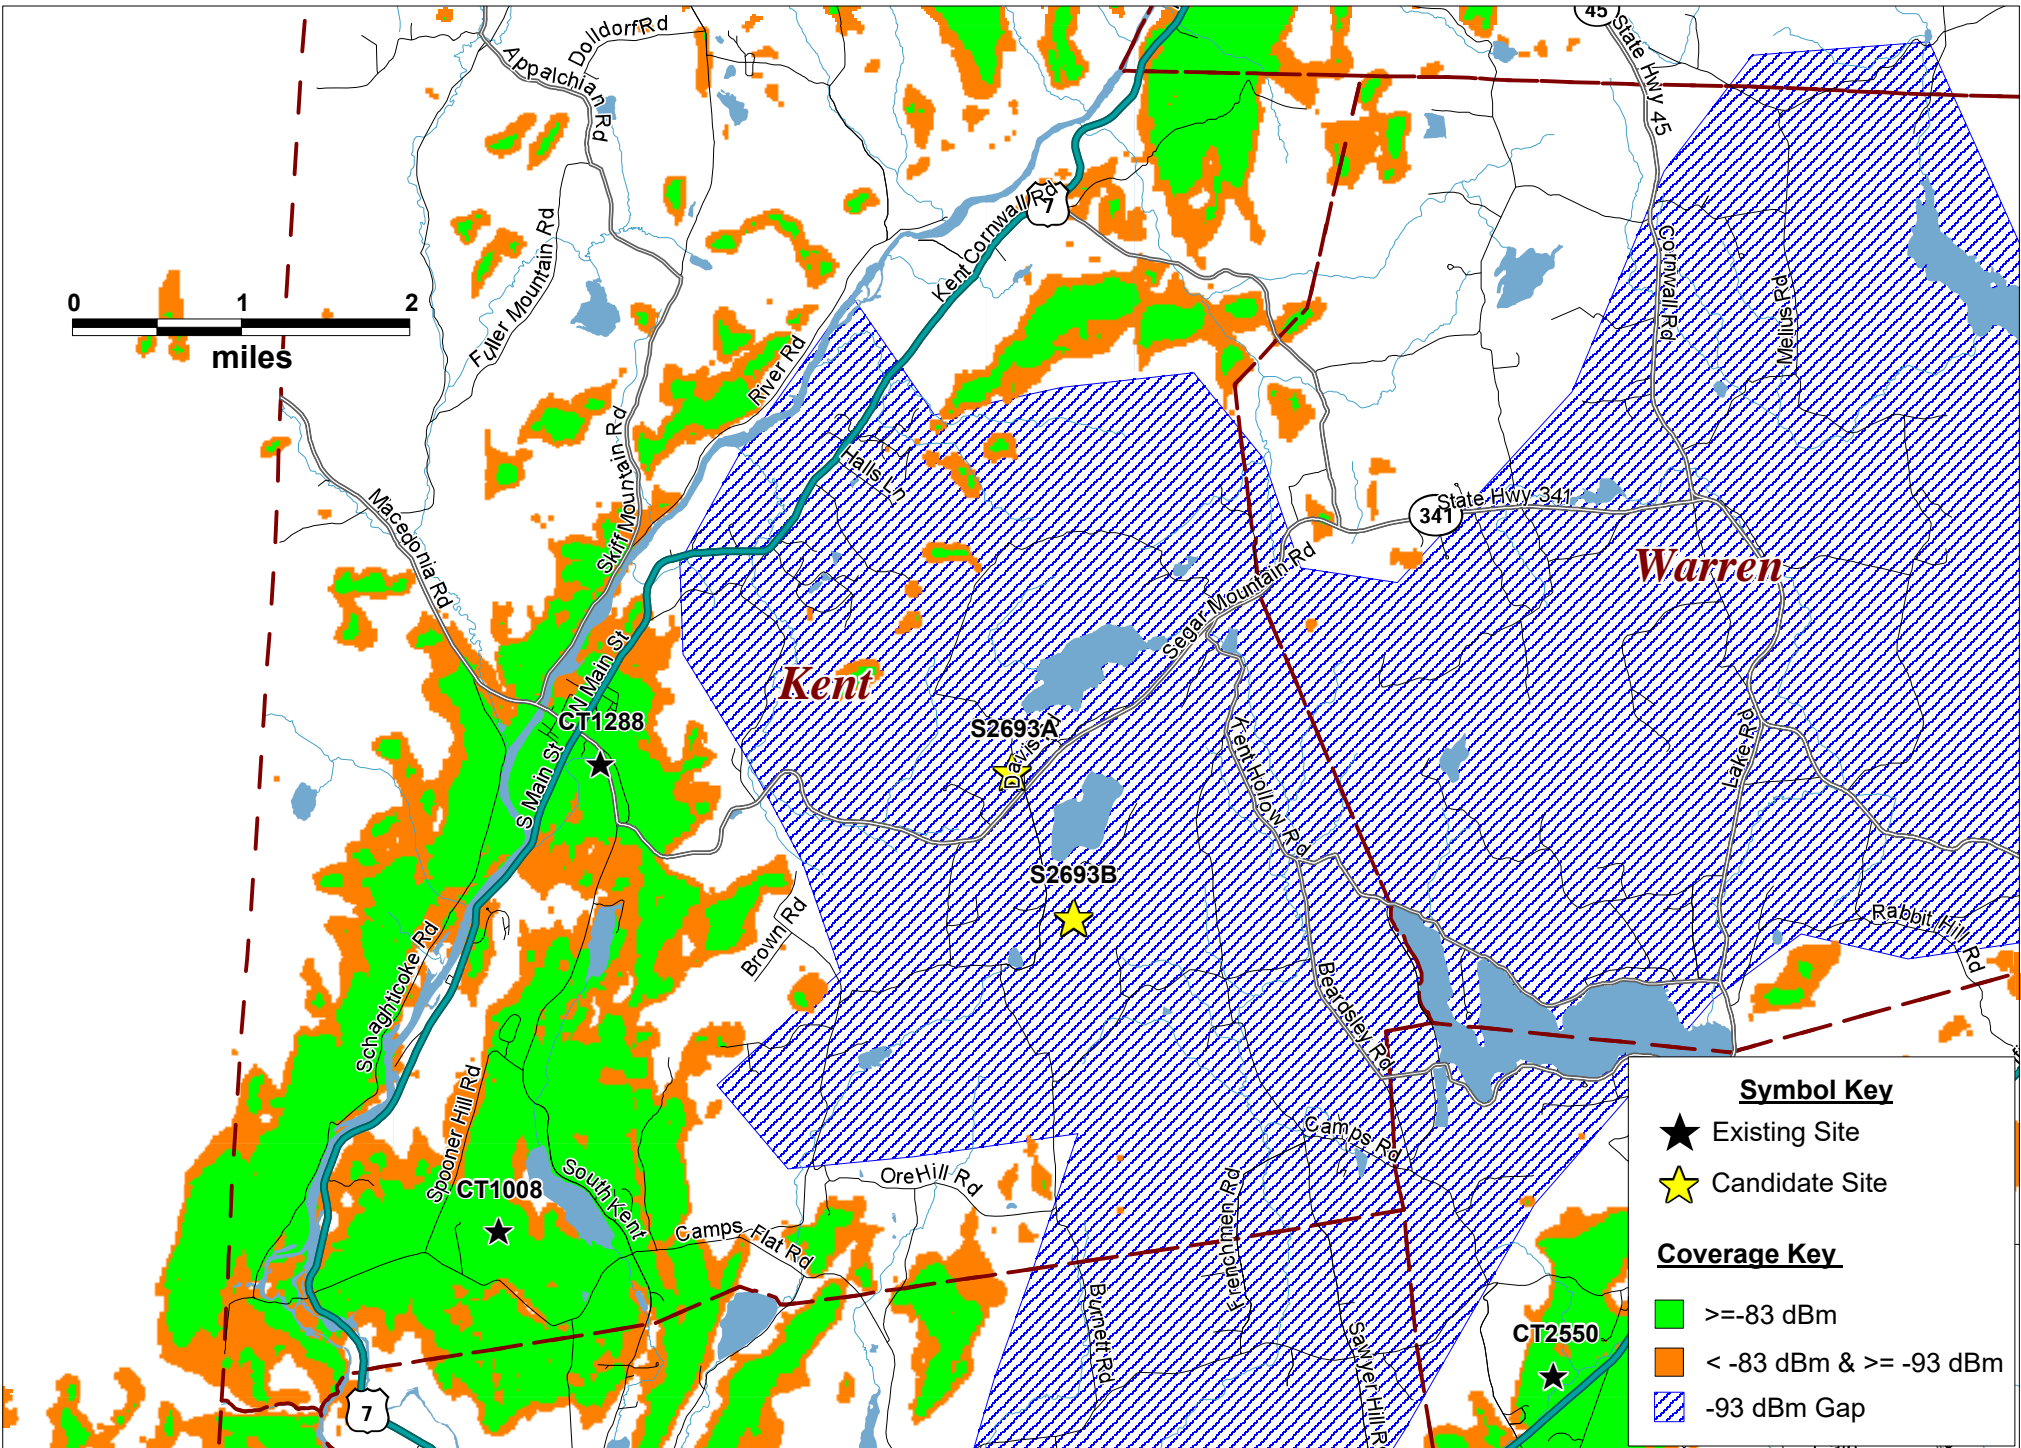 45
State Hwy 45
Dolldorf Rd
Appalchian Rd
Fuller Mountain Rd
Kent Cornwall Rd
7
Cornwall Rd
Melius Rd
0 1 2
miles
River Rd
Skiff Mountain Rd
Halls Ln
Macedonia Rd
State Hwy 341
341
Segar Mountain Rd
Warren
Kent
N Main St
CT1288
S Main St
S2693A
Davis Rd
Kent Hollow Rd
Lake Rd
S2693B
Brown Rd
Rabbit Hill Rd
Schaghticoke Rd
Beardsley Rd
Spooner Hill Rd
Camps Rd
South Kent
CT1008
Ore Hill Rd
Camps Flat Rd
Frenchmen Rd
Burnett Rd
Sawyer Hill R
CT2550
7
Symbol Key
Existing Site
Candidate Site
Coverage Key
>=-83 dBm
< -83 dBm & >= -93 dBm
-93 dBm Gap